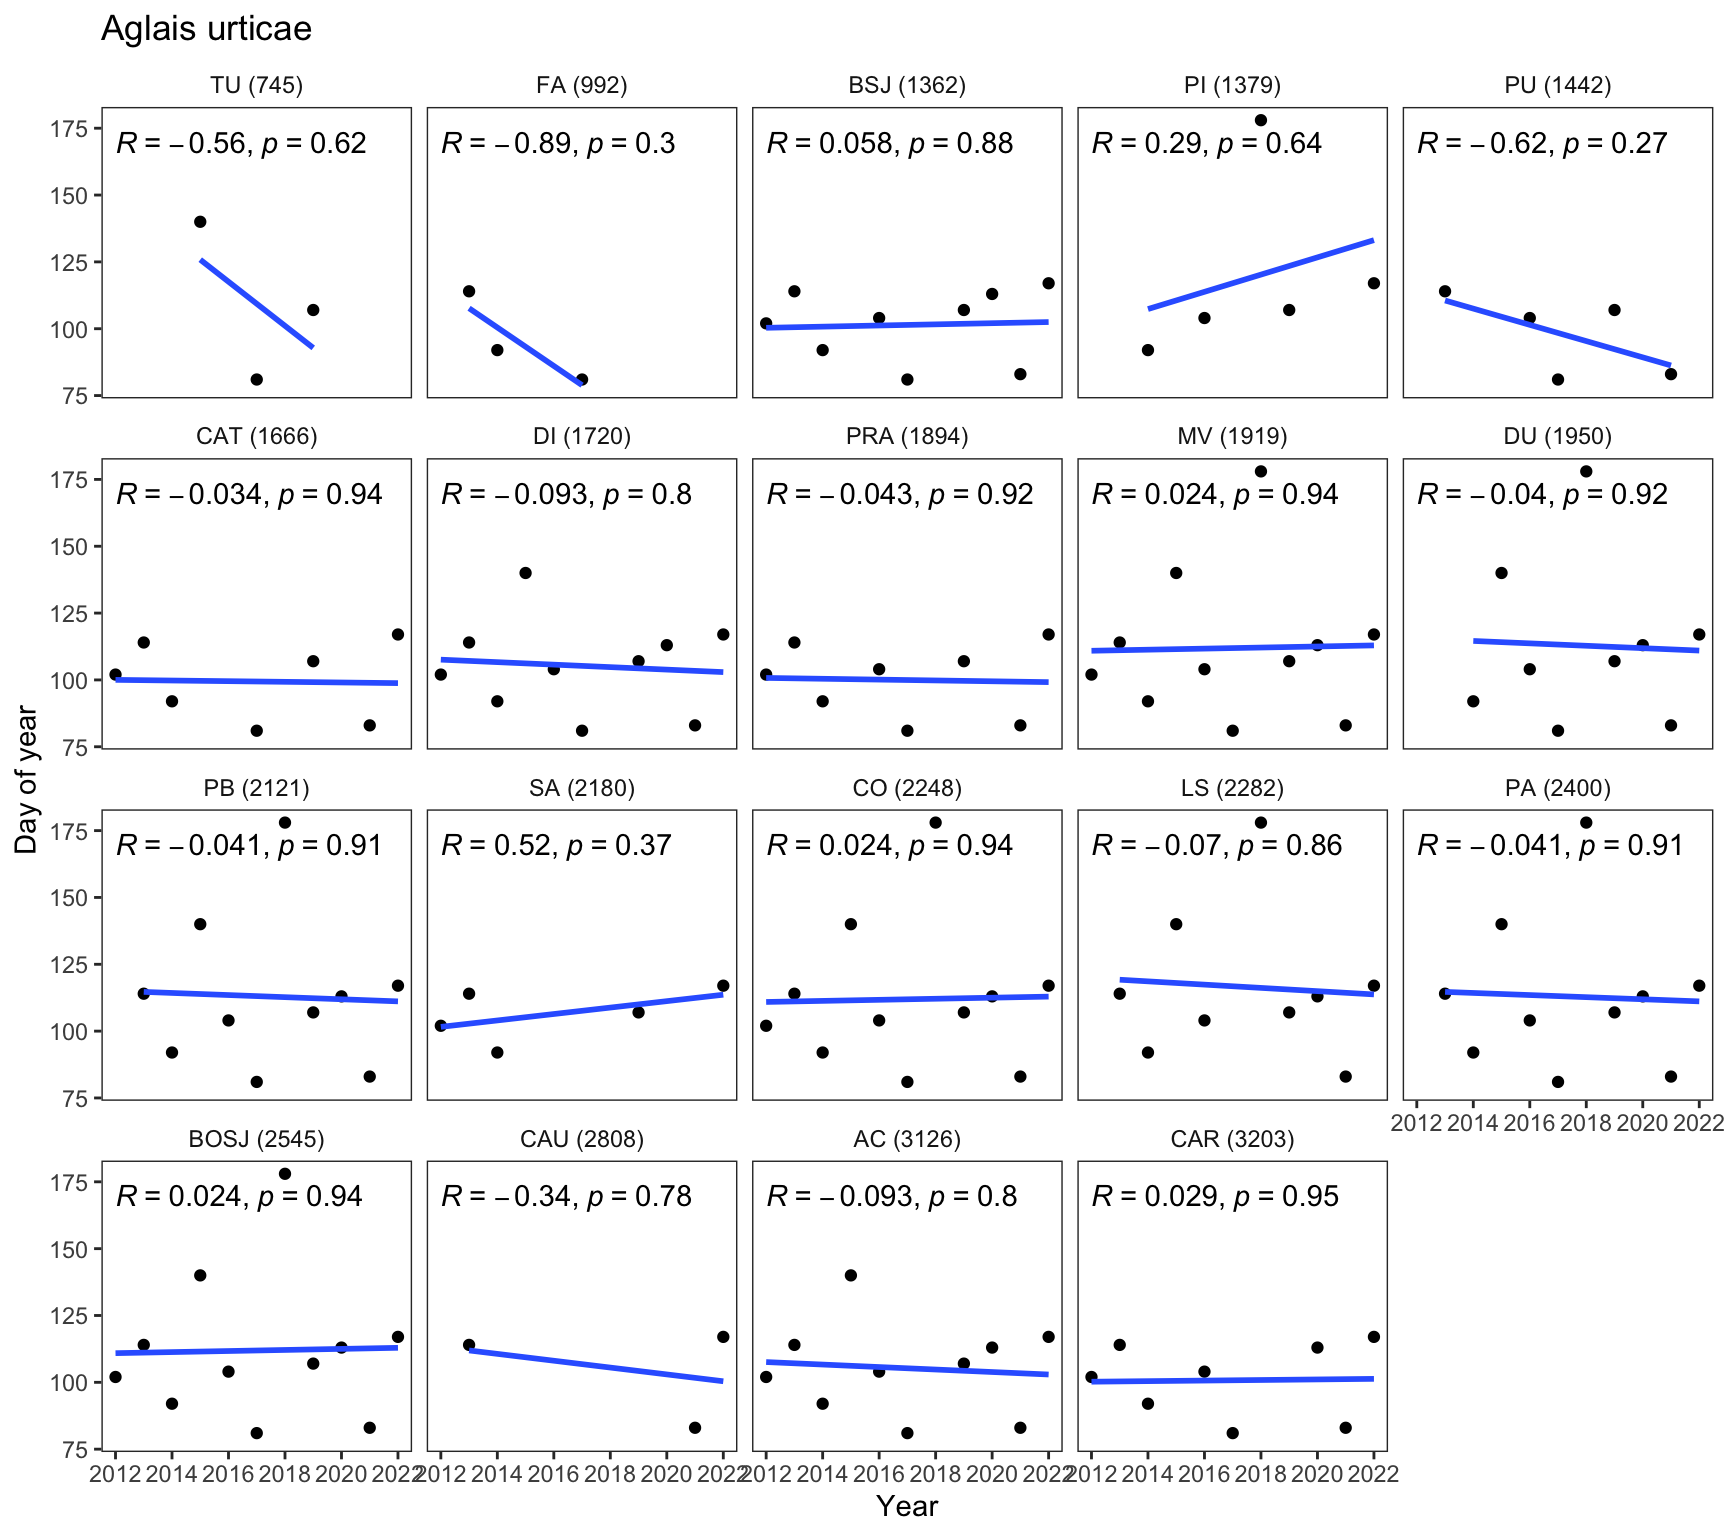 Aglais urticae
TU (745) FA (992) BSJ (1362) PI (1379) PU (1442)
R = −0.56, p = 0.62 R = −0.89, p = 0.3 R = 0.058, p = 0.88 R = 0.29, p = 0.64 R = −0.62, p = 0.27
175
150
125
100
75
CAT (1666) DI (1720) PRA (1894) MV (1919) DU (1950)
R = −0.034, p = 0.94 R = −0.093, p = 0.8 R = −0.043, p = 0.92 R = 0.024, p = 0.94 R = −0.04, p = 0.92
175
150
125
100
75
Day of year
PB (2121) SA (2180) CO (2248) LS (2282) PA (2400)
R = −0.041, p = 0.91 R = 0.52, p = 0.37 R = 0.024, p = 0.94 R = −0.07, p = 0.86 R = −0.041, p = 0.91
175
150
125
100
75
2012 2014 2016 2018 2020 2022
BOSJ (2545) CAU (2808) AC (3126) CAR (3203)
R = 0.024, p = 0.94 R = −0.34, p = 0.78 R = −0.093, p = 0.8 R = 0.029, p = 0.95
175
150
125
100
75
2012 2014 2016 2018 2020 2022 2012 2014 2016 2018 2020 2022 2012 2014 2016 2018 2020 2022 2012 2014 2016 2018 2020 2022
Year